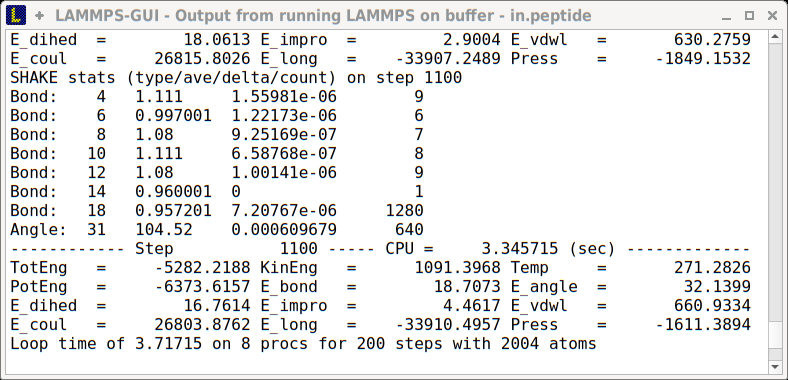 LAMMPS-GUI - Output from running LAMMPS on buffer - in.peptide
E_dihed  =        18.0613 E_impro  =         2.9004 E_vdwl   =       630.2759
E_coul   =     26815.8026 E_long   =    -33907.2489 Press    =     -1849.1532
SHAKE stats (type/ave/delta/count) on step 1100
Bond:    4   1.111     1.55981e-06        9
Bond:    6   0.997001  1.22173e-06        6
Bond:    8   1.08      9.25169e-07        7
Bond:   10   1.111     6.58768e-07        8
Bond:   12   1.08      1.00141e-06        9
Bond:   14   0.960001  0                  1
Bond:   18   0.957201  7.20767e-06     1280
Angle:  31   104.52    0.000609679      640
------------ Step           1100 ----- CPU =     3.345715 (sec) -------------
TotEng   =     -5282.2188 KinEng   =      1091.3968 Temp     =       271.2826
PotEng   =     -6373.6157 E_bond   =        18.7073 E_angle  =        32.1399
E_dihed  =        16.7614 E_impro  =         4.4617 E_vdwl   =       660.9334
E_coul   =     26803.8762 E_long   =    -33910.4957 Press    =     -1611.3894
Loop time of 3.71715 on 8 procs for 200 steps with 2004 atoms